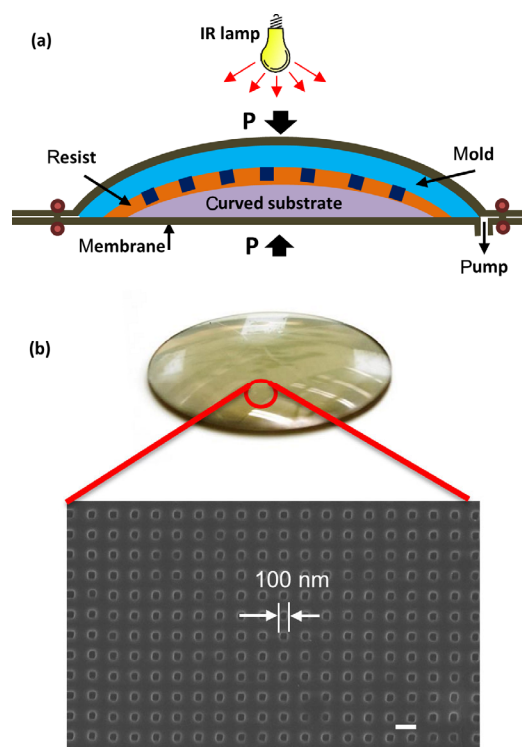 (a)
IR lamp
P
Resist
Mold
Curved substrate
Membrane
P
Pump
(b)
100 nm